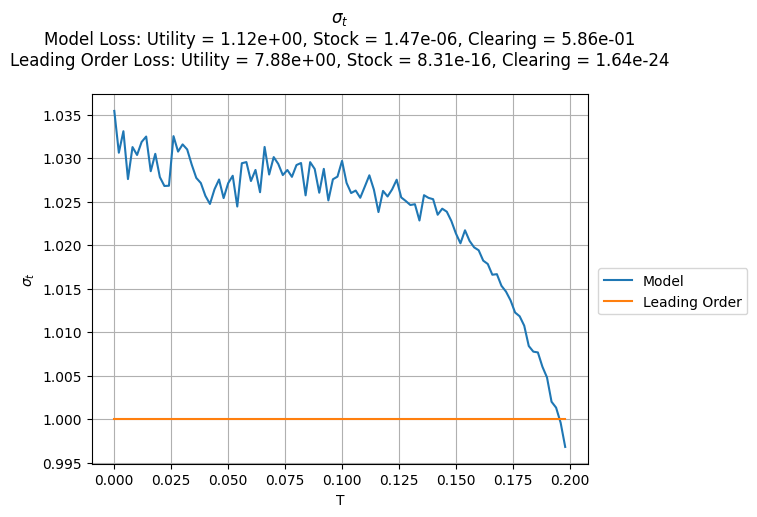 σt
Model Loss: Utility = 1.12e+00, Stock = 1.47e-06, Clearing = 5.86e-01
Leading Order Loss: Utility = 7.88e+00, Stock = 8.31e-16, Clearing = 1.64e-24
1.035
1.030
1.025
1.020
1.015
1.010
1.005
1.000
0.995
σt
0.000 0.025 0.050 0.075 0.100 0.125 0.150 0.175 0.200
T
Model
Leading Order